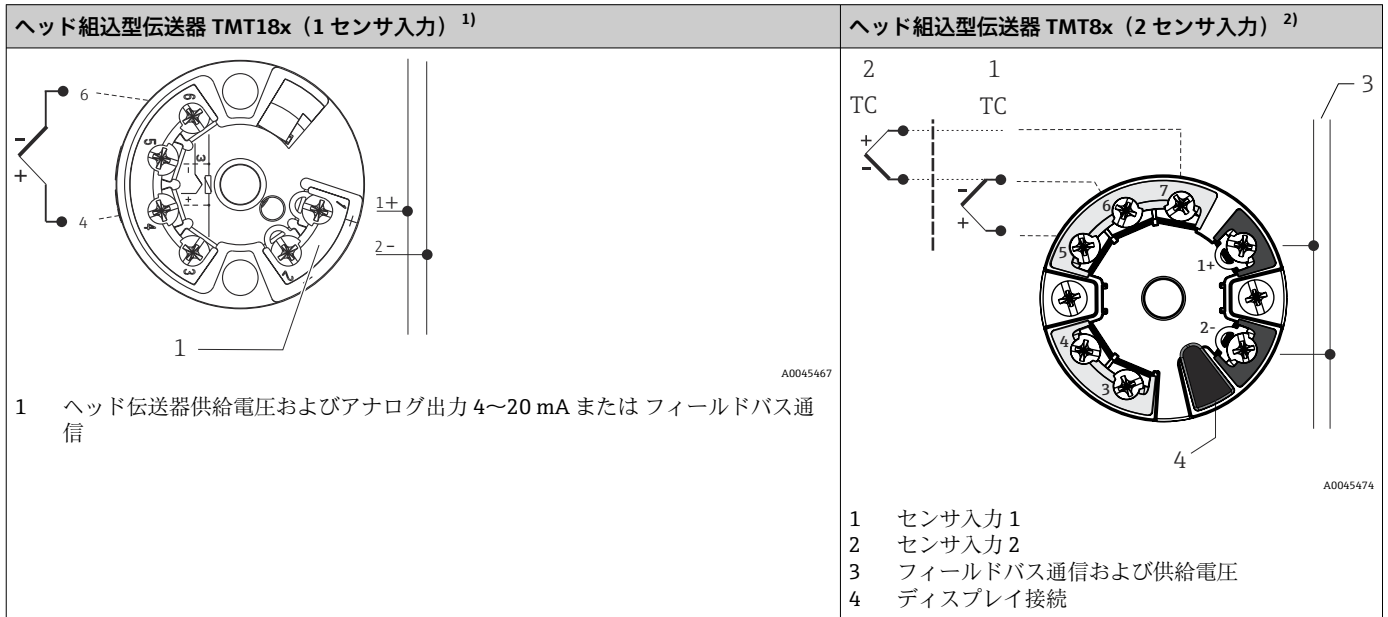 ヘッド組込型伝送器 TMT18x（1 センサ入力） 1)
6
-
+
4
6
5
4
3
3
-
+
1
2
1+
2-
1
A0045467
1 ヘッド伝送器供給電圧およびアナログ出力 4～20 mA または フィールドバス通
信
ヘッド組込型伝送器 TMT8x（2 センサ入力） 2)
2 1
TC TC
3
+
-
-
+
7
6
5
1+
2-
4
3
4
A0045474
1 センサ入力 1
2 センサ入力 2
3 フィールドバス通信および供給電圧
4 ディスプレイ接続